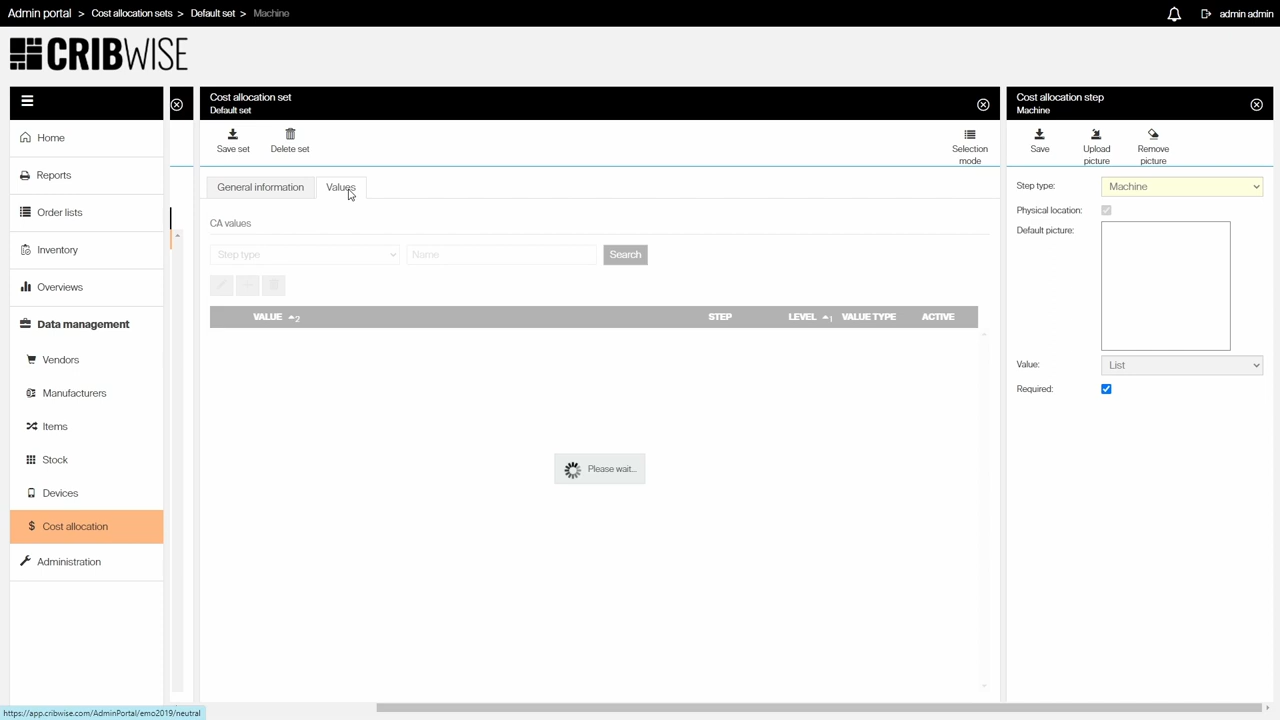 Admin portal > Cost allocation sets > Default set > Machine
admin admin
CRIBWISE
Cost allocation set
Default set
Cost allocation step
Machine
Save set
Delete set
Selection mode
Save
Upload picture
Remove picture
Home
Reports
Order lists
Inventory
Overviews
Data management
Vendors
Manufacturers
Items
Stock
Devices
Cost allocation
Administration
General information
Values
CA values
Step type
Name
Search
VALUE 2
STEP
LEVEL 1
VALUE TYPE
ACTIVE
Please wait...
Step type:
Machine
Physical location:
Default picture:
Value:
List
Required:
https://app.cribwise.com/AdminPortal/emo2019/neutral